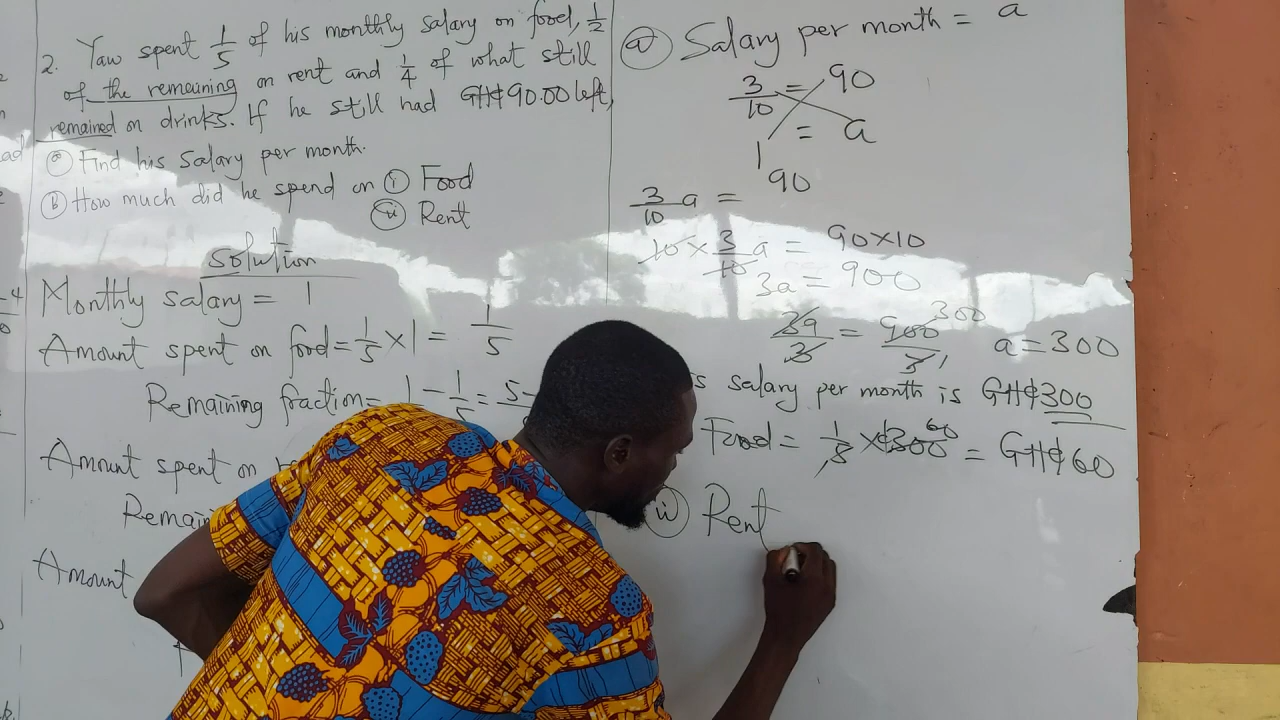 2. Yaw spent 1/5 of his monthly salary on food, 1/2
of the remaining on rent and 1/4 of what still
remained on drinks. If he still had GH¢90.00 left,
(a) Find his Salary per month.
(b) How much did he spend on (i) Food
(ii) Rent
solution
Monthly salary = 1
Amount spent on food = 1/5 × 1 = 1/5
Remaining fraction = 1 - 1/5 = 5-
Amount spent on
Remai
Amount
(a) Salary per month = a
3/10 = 90
1 = a
90
3/10 a =
10 × 3/10 a = 90×10
3a = 900
3a/3 = 900/3 300 1 a = 300
s salary per month is GH¢300
Food = 1/5 × ¢300 60 = GH¢60
(ii) Rent